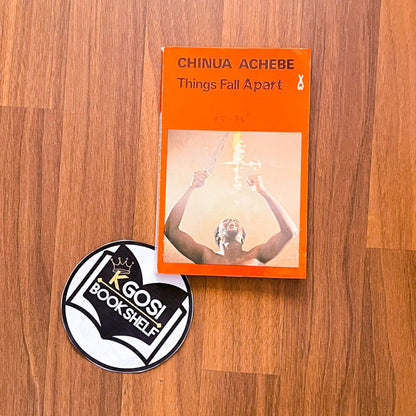 CHINUA ACHEBE
Things Fall Apart
KGOSI
BOOKSHELF